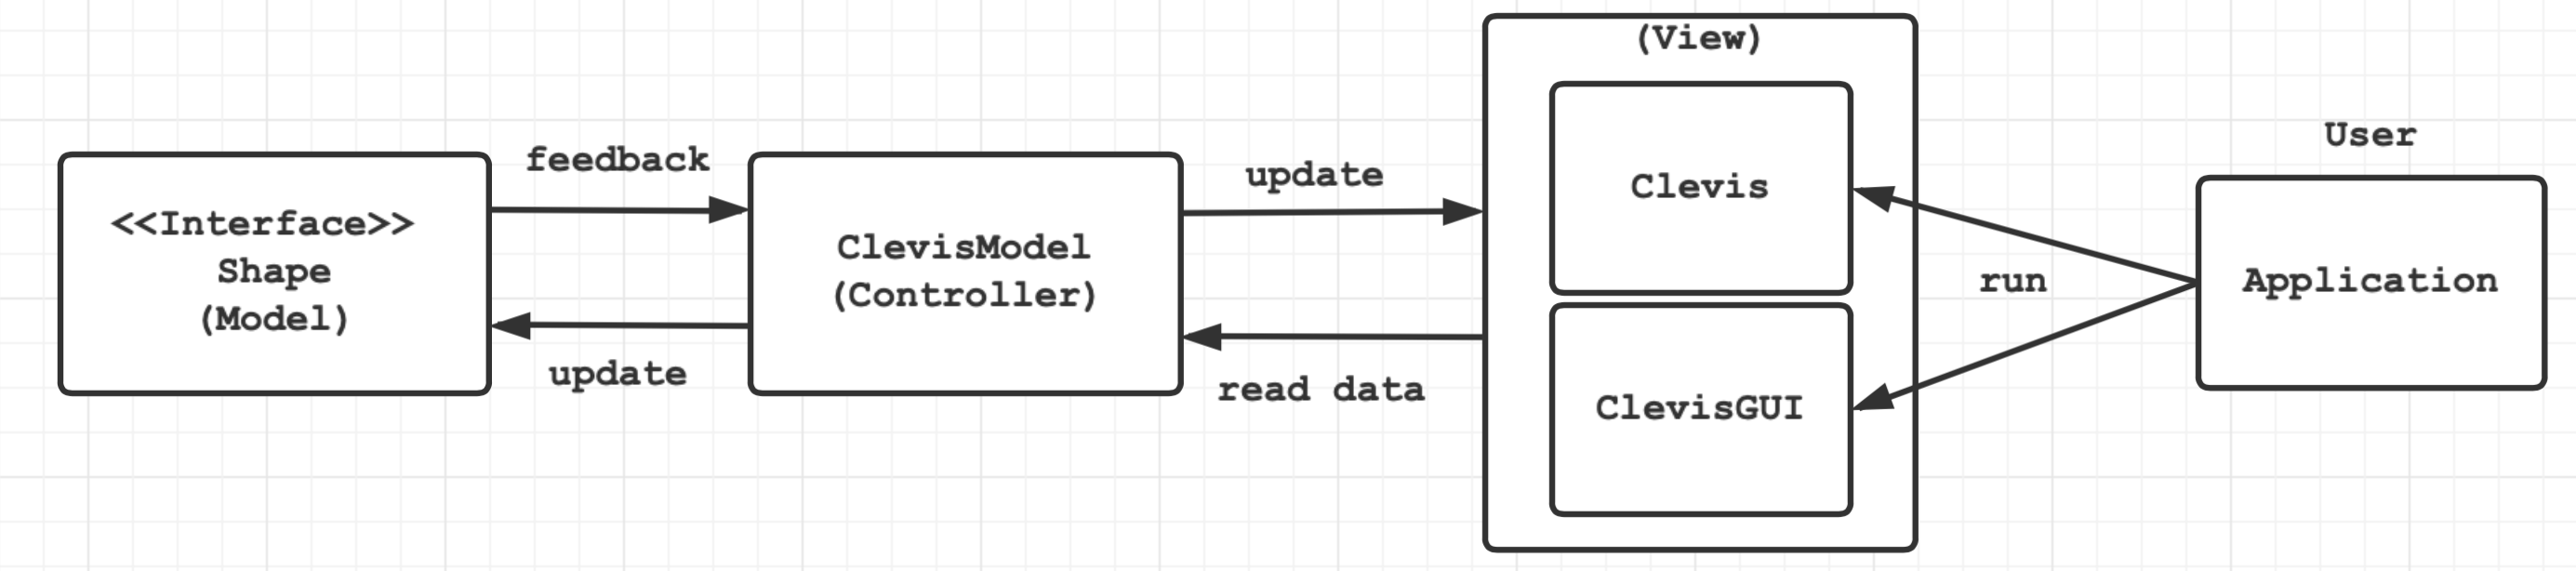 <<Interface>>
Shape
(Model)
feedback
update
ClevisModel
(Controller)
update
read data
(View)
Clevis
ClevisGUI
run
User
Application